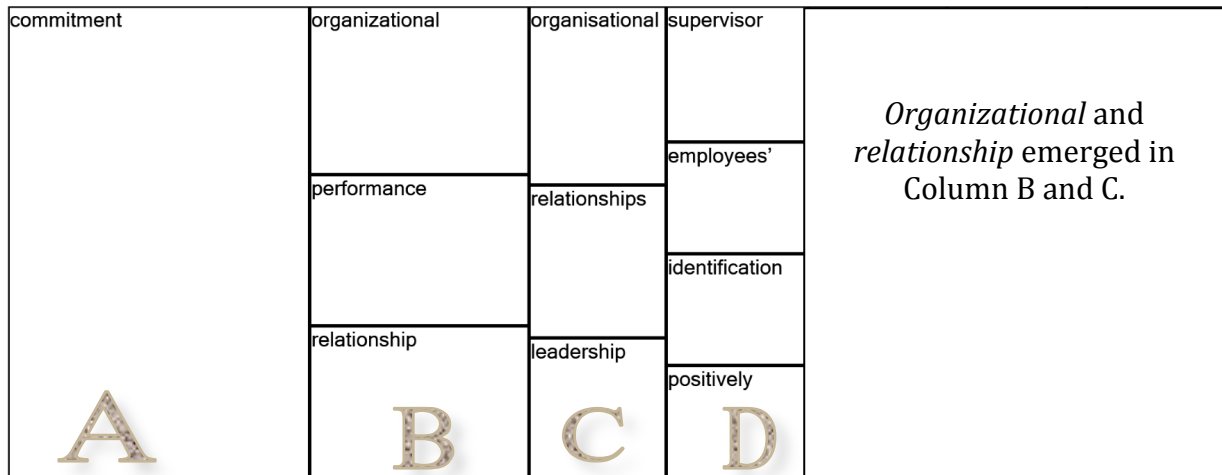 commitment
organizational
performance
relationship
organisational
relationships
leadership
supervisor
employees’
identification
positively
A
B
C
D
Organizational and
relationship emerged in
Column B and C.